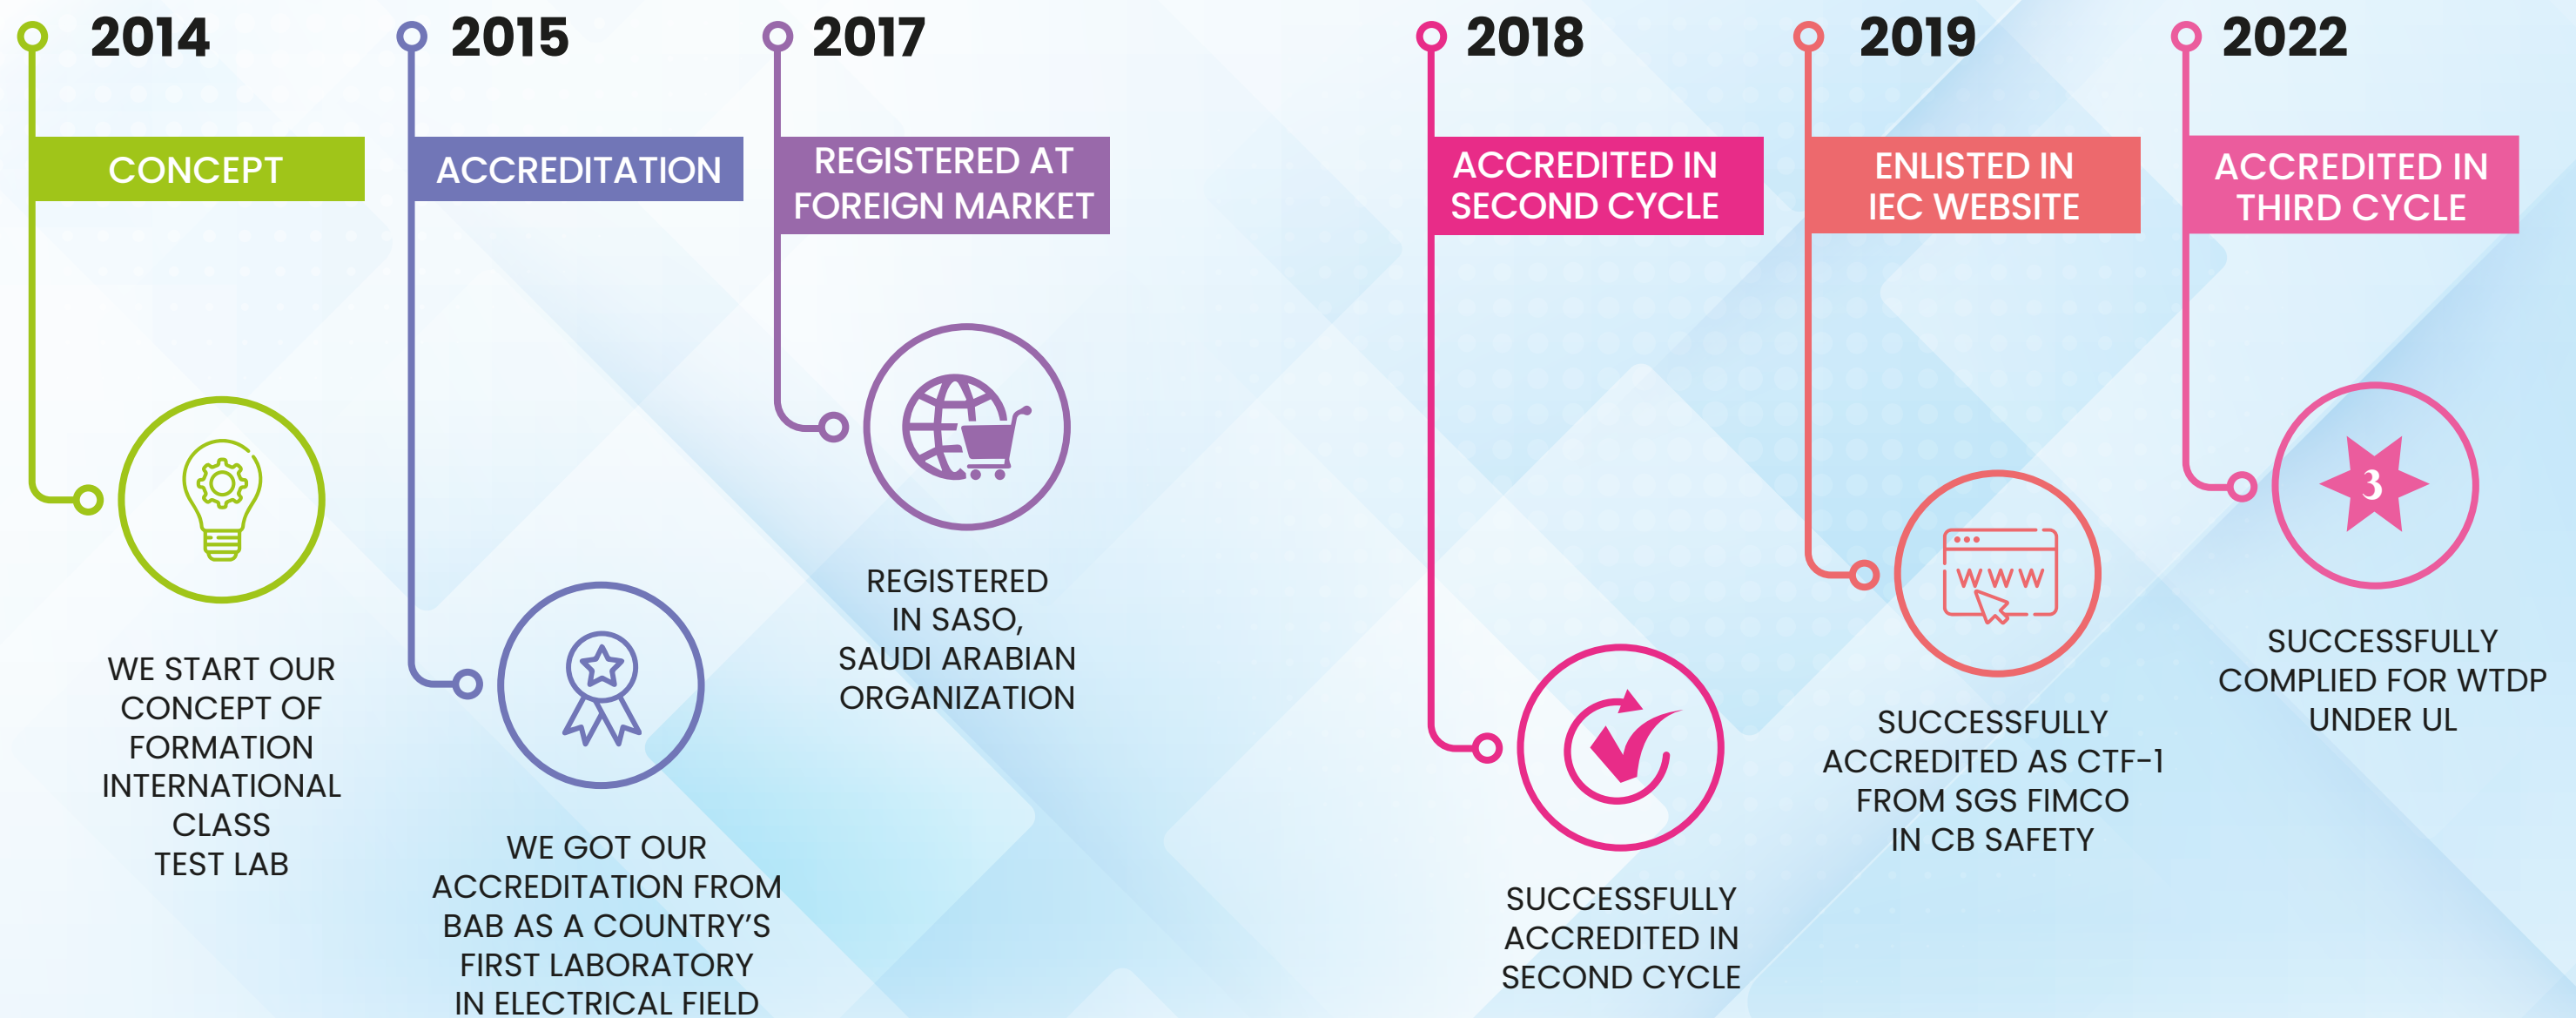 2014
CONCEPT
WE START OUR
CONCEPT OF
FORMATION
INTERNATIONAL
CLASS
TEST LAB
2015
ACCREDITATION
WE GOT OUR
ACCREDITATION FROM
BAB AS A COUNTRY’S
FIRST LABORATORY
IN ELECTRICAL FIELD
2017
REGISTERED AT
FOREIGN MARKET
REGISTERED
IN SASO,
SAUDI ARABIAN
ORGANIZATION
2018
ACCREDITED IN
SECOND CYCLE
SUCCESSFULLY
ACCREDITED IN
SECOND CYCLE
2019
ENLISTED IN
IEC WEBSITE
WWW
SUCCESSFULLY
ACCREDITED AS CTF-1
FROM SGS FIMCO
IN CB SAFETY
2022
ACCREDITED IN
THIRD CYCLE
3
SUCCESSFULLY
COMPLIED FOR WTDP
UNDER UL